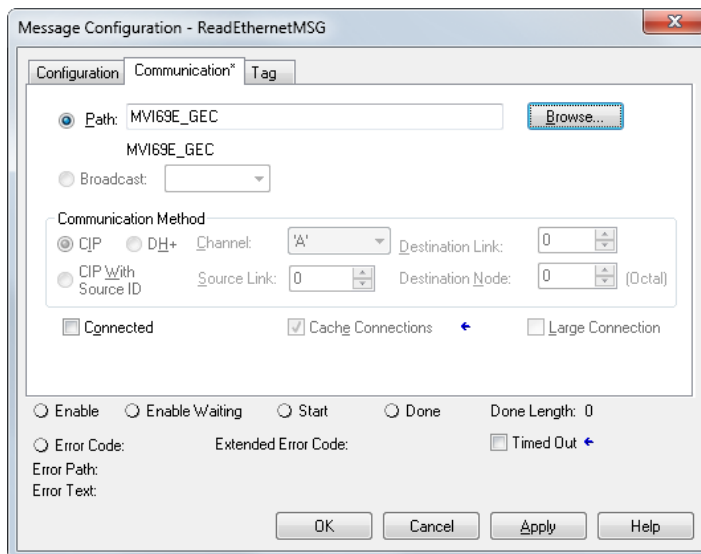 Message Configuration - ReadEthernetMSG
Configuration Communication* Tag
Path: MVI69E_GEC Browse...
MVI69E_GEC
Broadcast:
Communication Method
CIP DH+ Channel: 'A' Destination Link: 0
CIP With Source ID Source Link: 0 Destination Node: 0 (Octal)
Connected Cache Connections Large Connection
Enable Enable Waiting Start Done Done Length: 0
Error Code: Extended Error Code: Timed Out
Error Path:
Error Text:
OK Cancel Apply Help